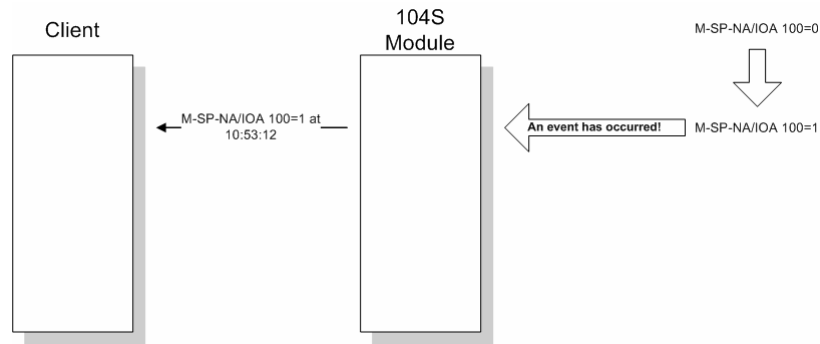 Client
104S
Module
M-SP-NA/IOA 100=0
M-SP-NA/IOA 100=1 at
10:53:12
An event has occurred!
M-SP-NA/IOA 100=1